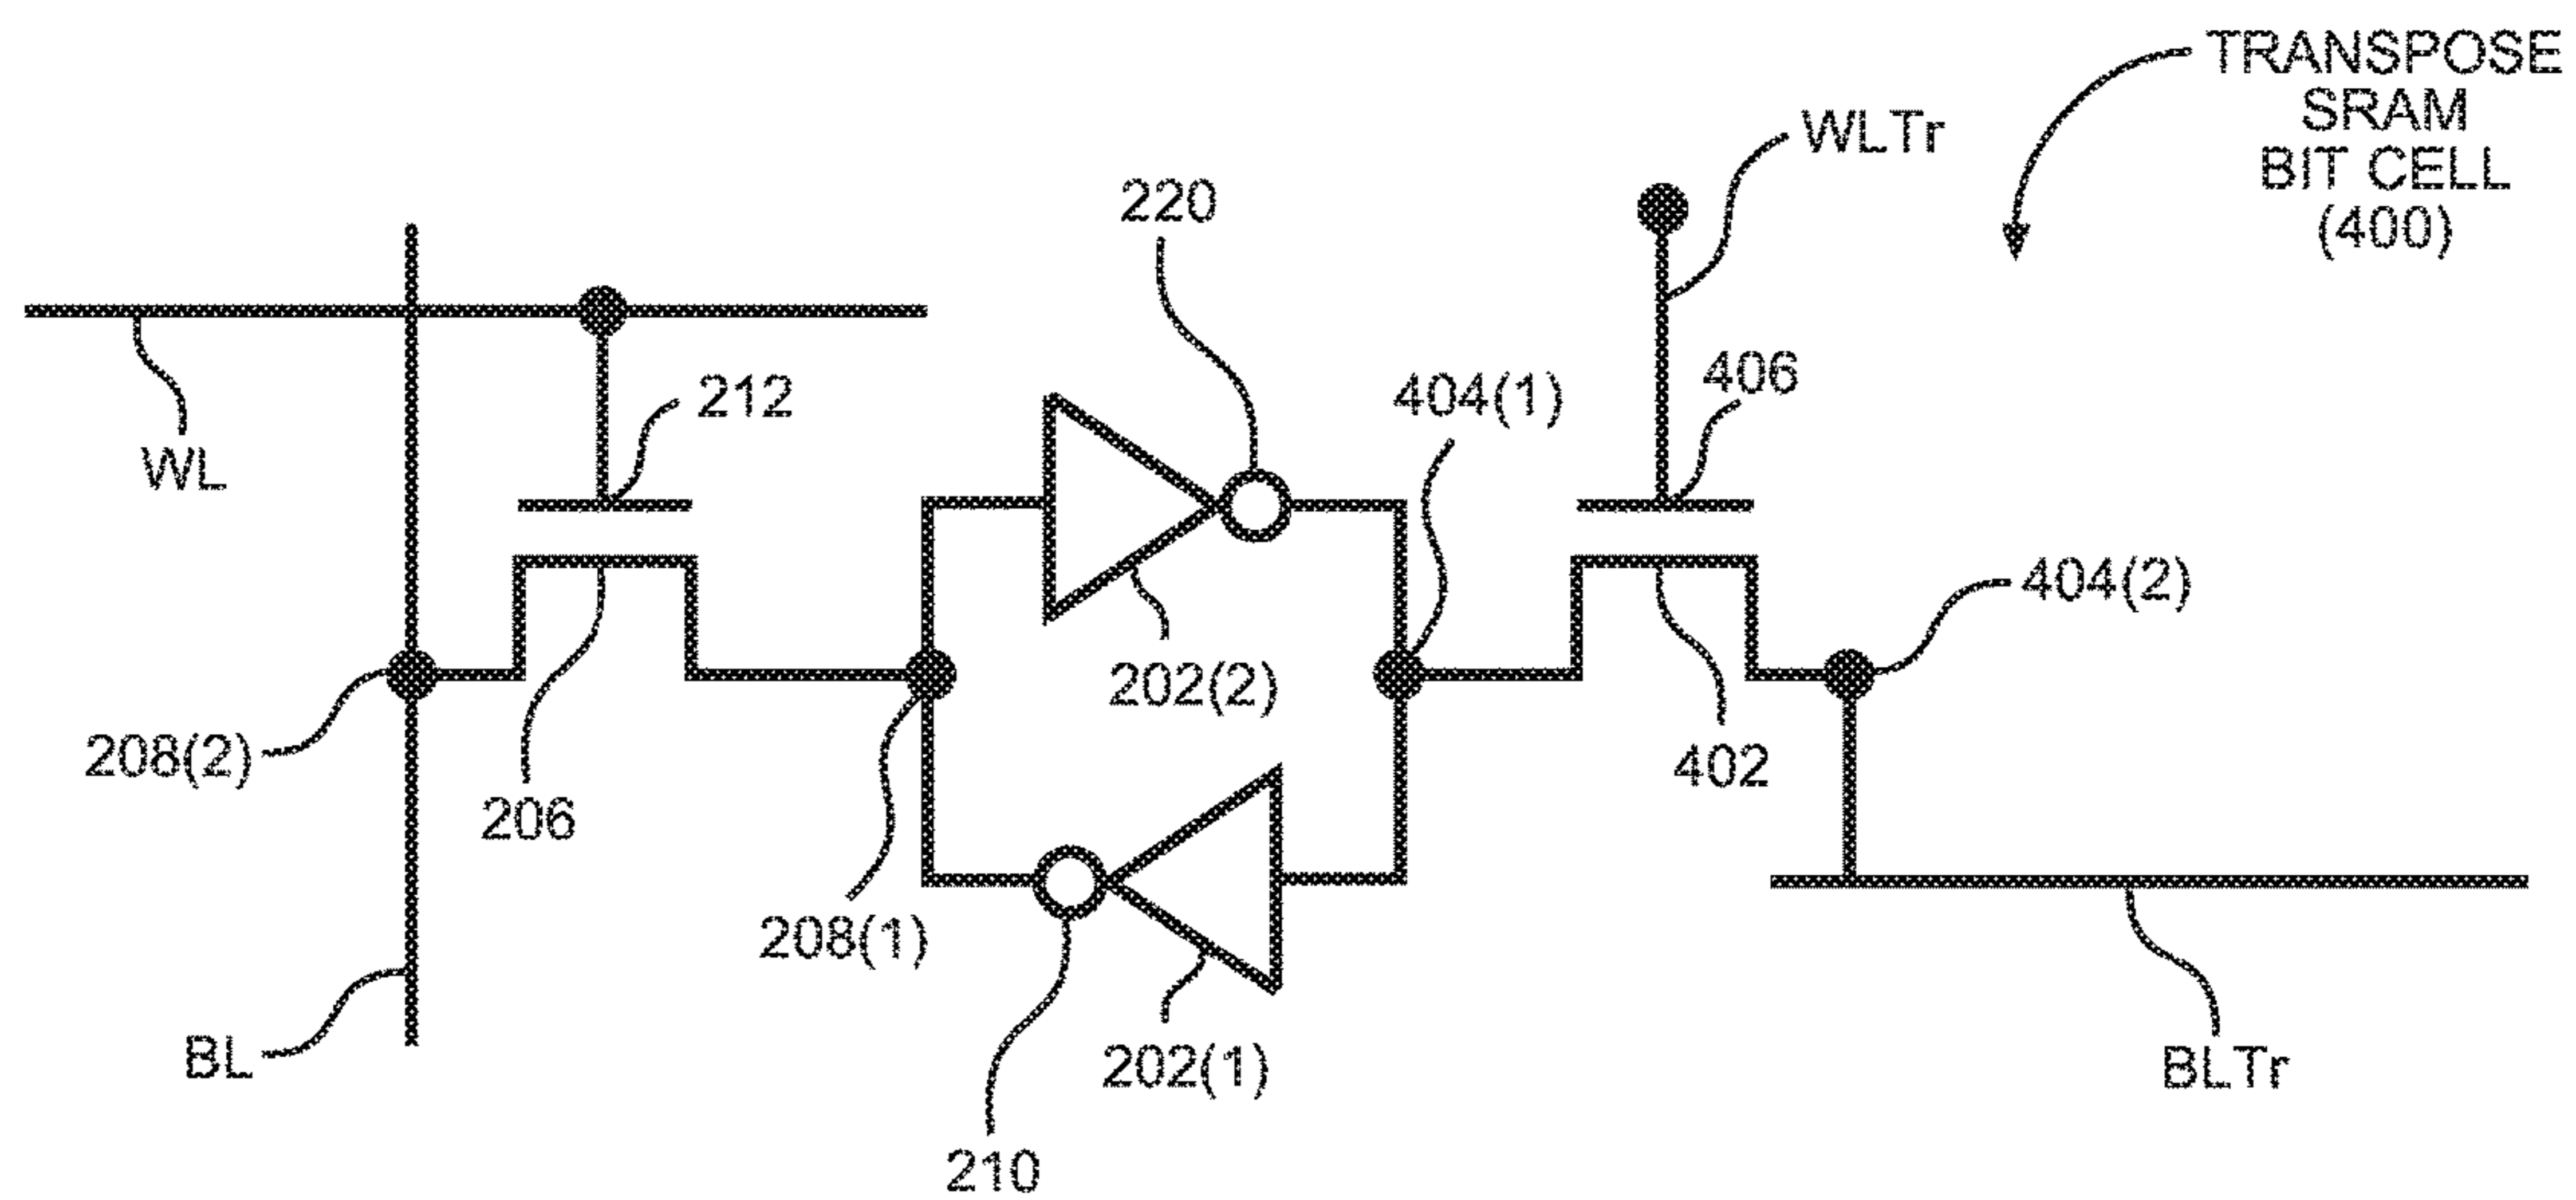 TRANSPOSE
SRAM
BIT CELL
(400)
WLTr
220
406
212
404(1)
WL
404(2)
202(2)
208(2)
402
206
208(1)
BL
202(1)
BLTr
210